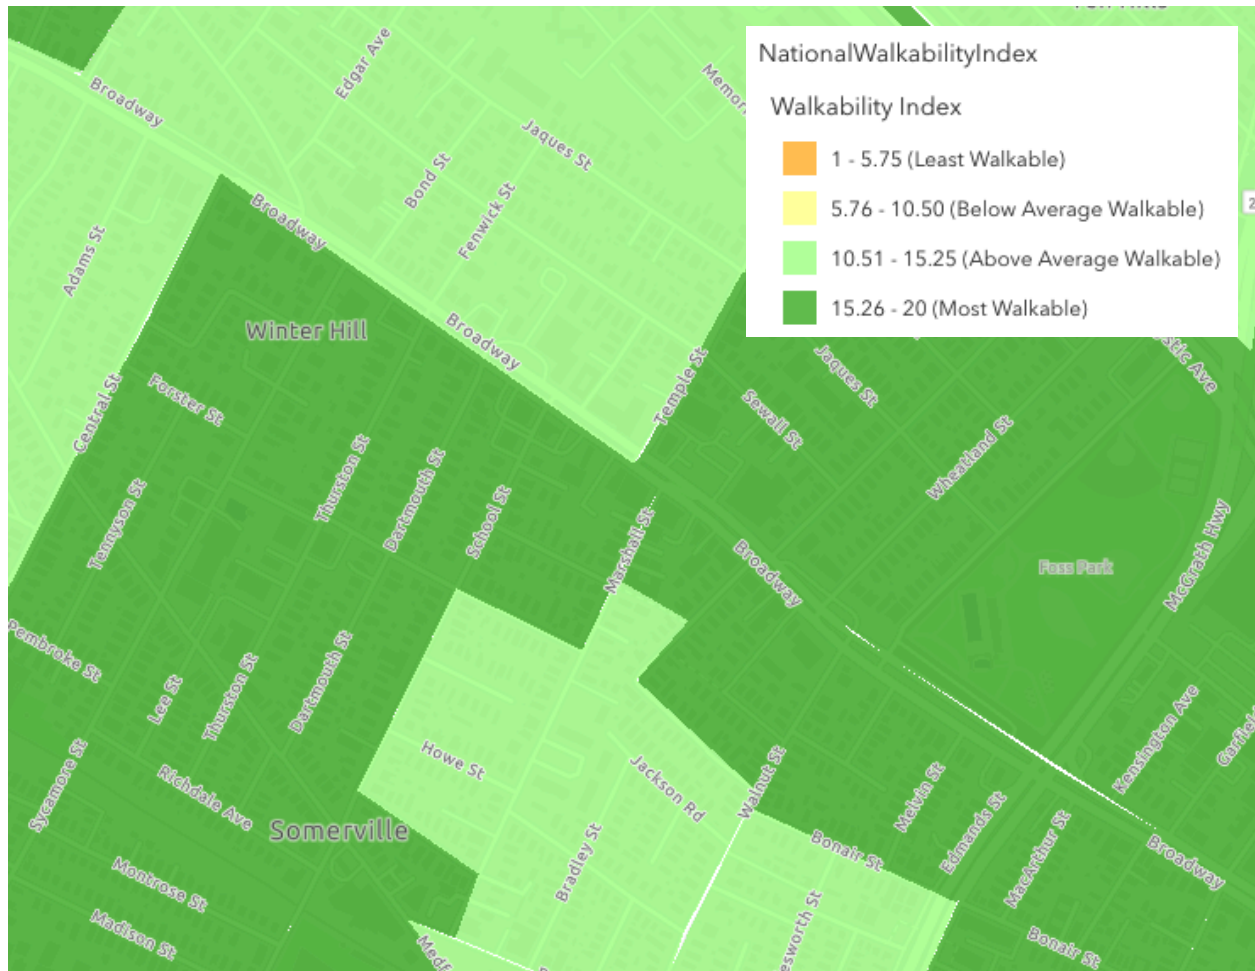 NationalWalkabilityIndex
Walkability Index
1 - 5.75 (Least Walkable)
5.76 - 10.50 (Below Average Walkable)
10.51 - 15.25 (Above Average Walkable)
15.26 - 20 (Most Walkable)
Edgar Ave
Broadway
Jaques St
Bond St
Fenwick St
Broadway
Adams St
Winter Hill
Broadway
Temple St
Jaques St
Ave
Central St
Forster St
Sewall St
Wheatland St
Thurston St
Dartmouth St
School St
Tennyson St
Marshall St
Broadway
Foss Park
McGrath Hwy
Pembroke St
Lee St
Thurston St
Dartmouth St
Kensington Ave
Howe St
Jackson Rd
Walnut St
Sycamore St
Richdale Ave
Somerville
Melvin St
Edmands St
MacArthur St
Bonair St
Broadway
Bradley St
Montrose St
Madison St
St
Bonair St